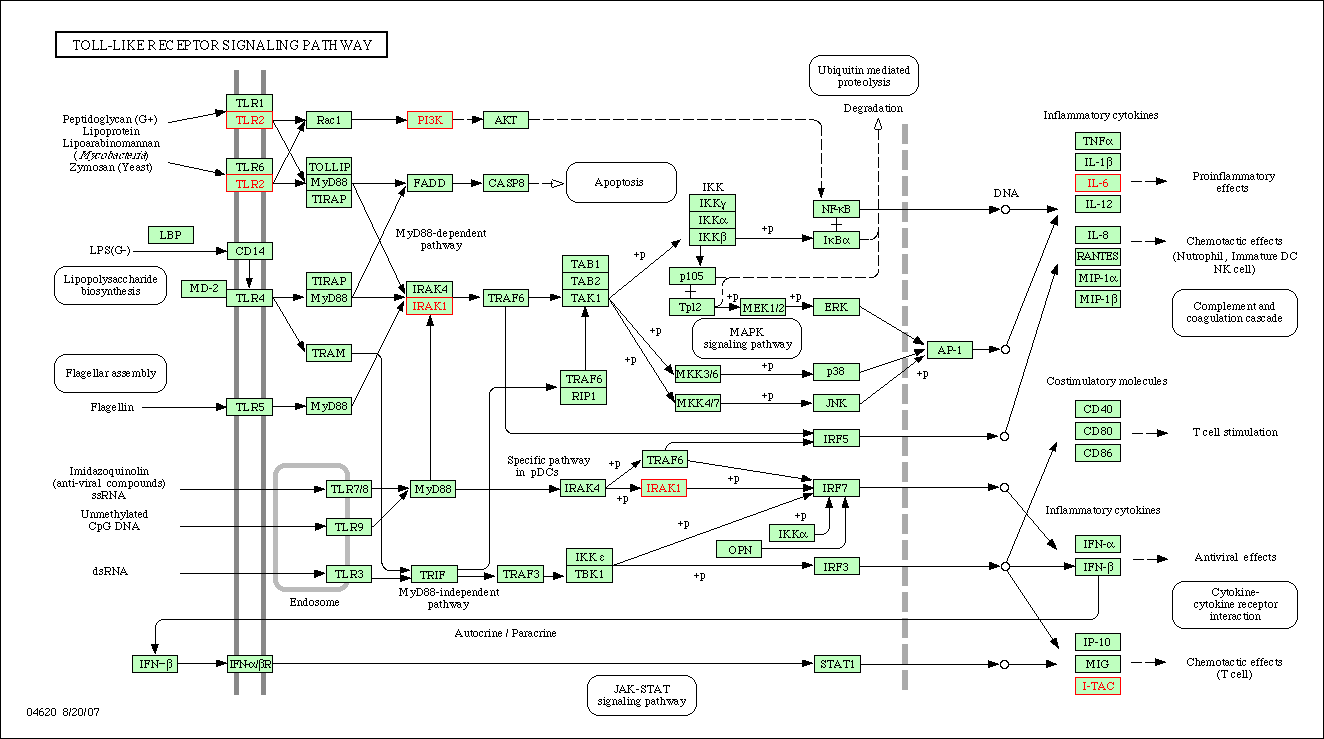 TOLL-LIKE RECEPTOR SIGNALING PATHWAY
Ubiquitin mediated
proteolysis
Degradation
Peptidoglycan (G+)
Lipoprotein
Lipoarabinomannan
(Mycobacteria)
Zymosan (Yeast)
TLR1
TLR2
Rac1
PI3K
AKT
TLR6
TLR2
TOLLIP
MyD88
TIRAP
FADD
CASP8
Apoptosis
IKK
IKKγ
IKKα
IKKβ
+p
NF-κB
+
IκBα
DNA
Inflammatory cytokines
TNFα
IL-1β
IL-6
IL-12
Proinflammatory
effects
IL-8
RANTES
MIP-1α
MIP-1β
Chemotactic effects
(Nutrophil, Immature DC
NK cell)
Complement and
coagulation cascade
LBP
LPS(G-)
CD14
MyD88-dependent
pathway
Lipopolysaccharide
biosynthesis
MD-2
TLR4
TIRAP
MyD88
IRAK4
IRAK1
TRAF6
TAB1
TAB2
TAK1
+p
p105
+
Tpl2
+p
MEK1/2
+p
ERK
MAPK
signaling pathway
+p
+p
TRAM
Flagellar assembly
Flagellin
TLR5
MyD88
TRAF6
RIP1
MKK3/6
+p
p38
MKK4/7
+p
JNK
AP-1
+p
IRF5
Costimulatory molecules
CD40
CD80
CD86
T cell stimulation
Imidazoquinolin
(anti-viral compounds)
ssRNA
TLR7/8
MyD88
Specific pathway
in pDCs
IRAK4
+p
+p
TRAF6
IRAK1
+p
IRF7
Unmethylated
CpG DNA
TLR9
+p
IKKα
OPN
Inflammatory cytokines
IFN-α
IFN-β
Antiviral effects
dsRNA
TLR3
Endosome
TRIF
TRAF3
IKKε
TBK1
+p
IRF3
MyD88-independent
pathway
Cytokine-
cytokine receptor
interaction
Autocrine / Paracrine
IFN-β
IFN-α/βR
STAT1
JAK-STAT
signaling pathway
IP-10
MIG
I-TAC
Chemotactic effects
(T cell)
04620 8/20/07